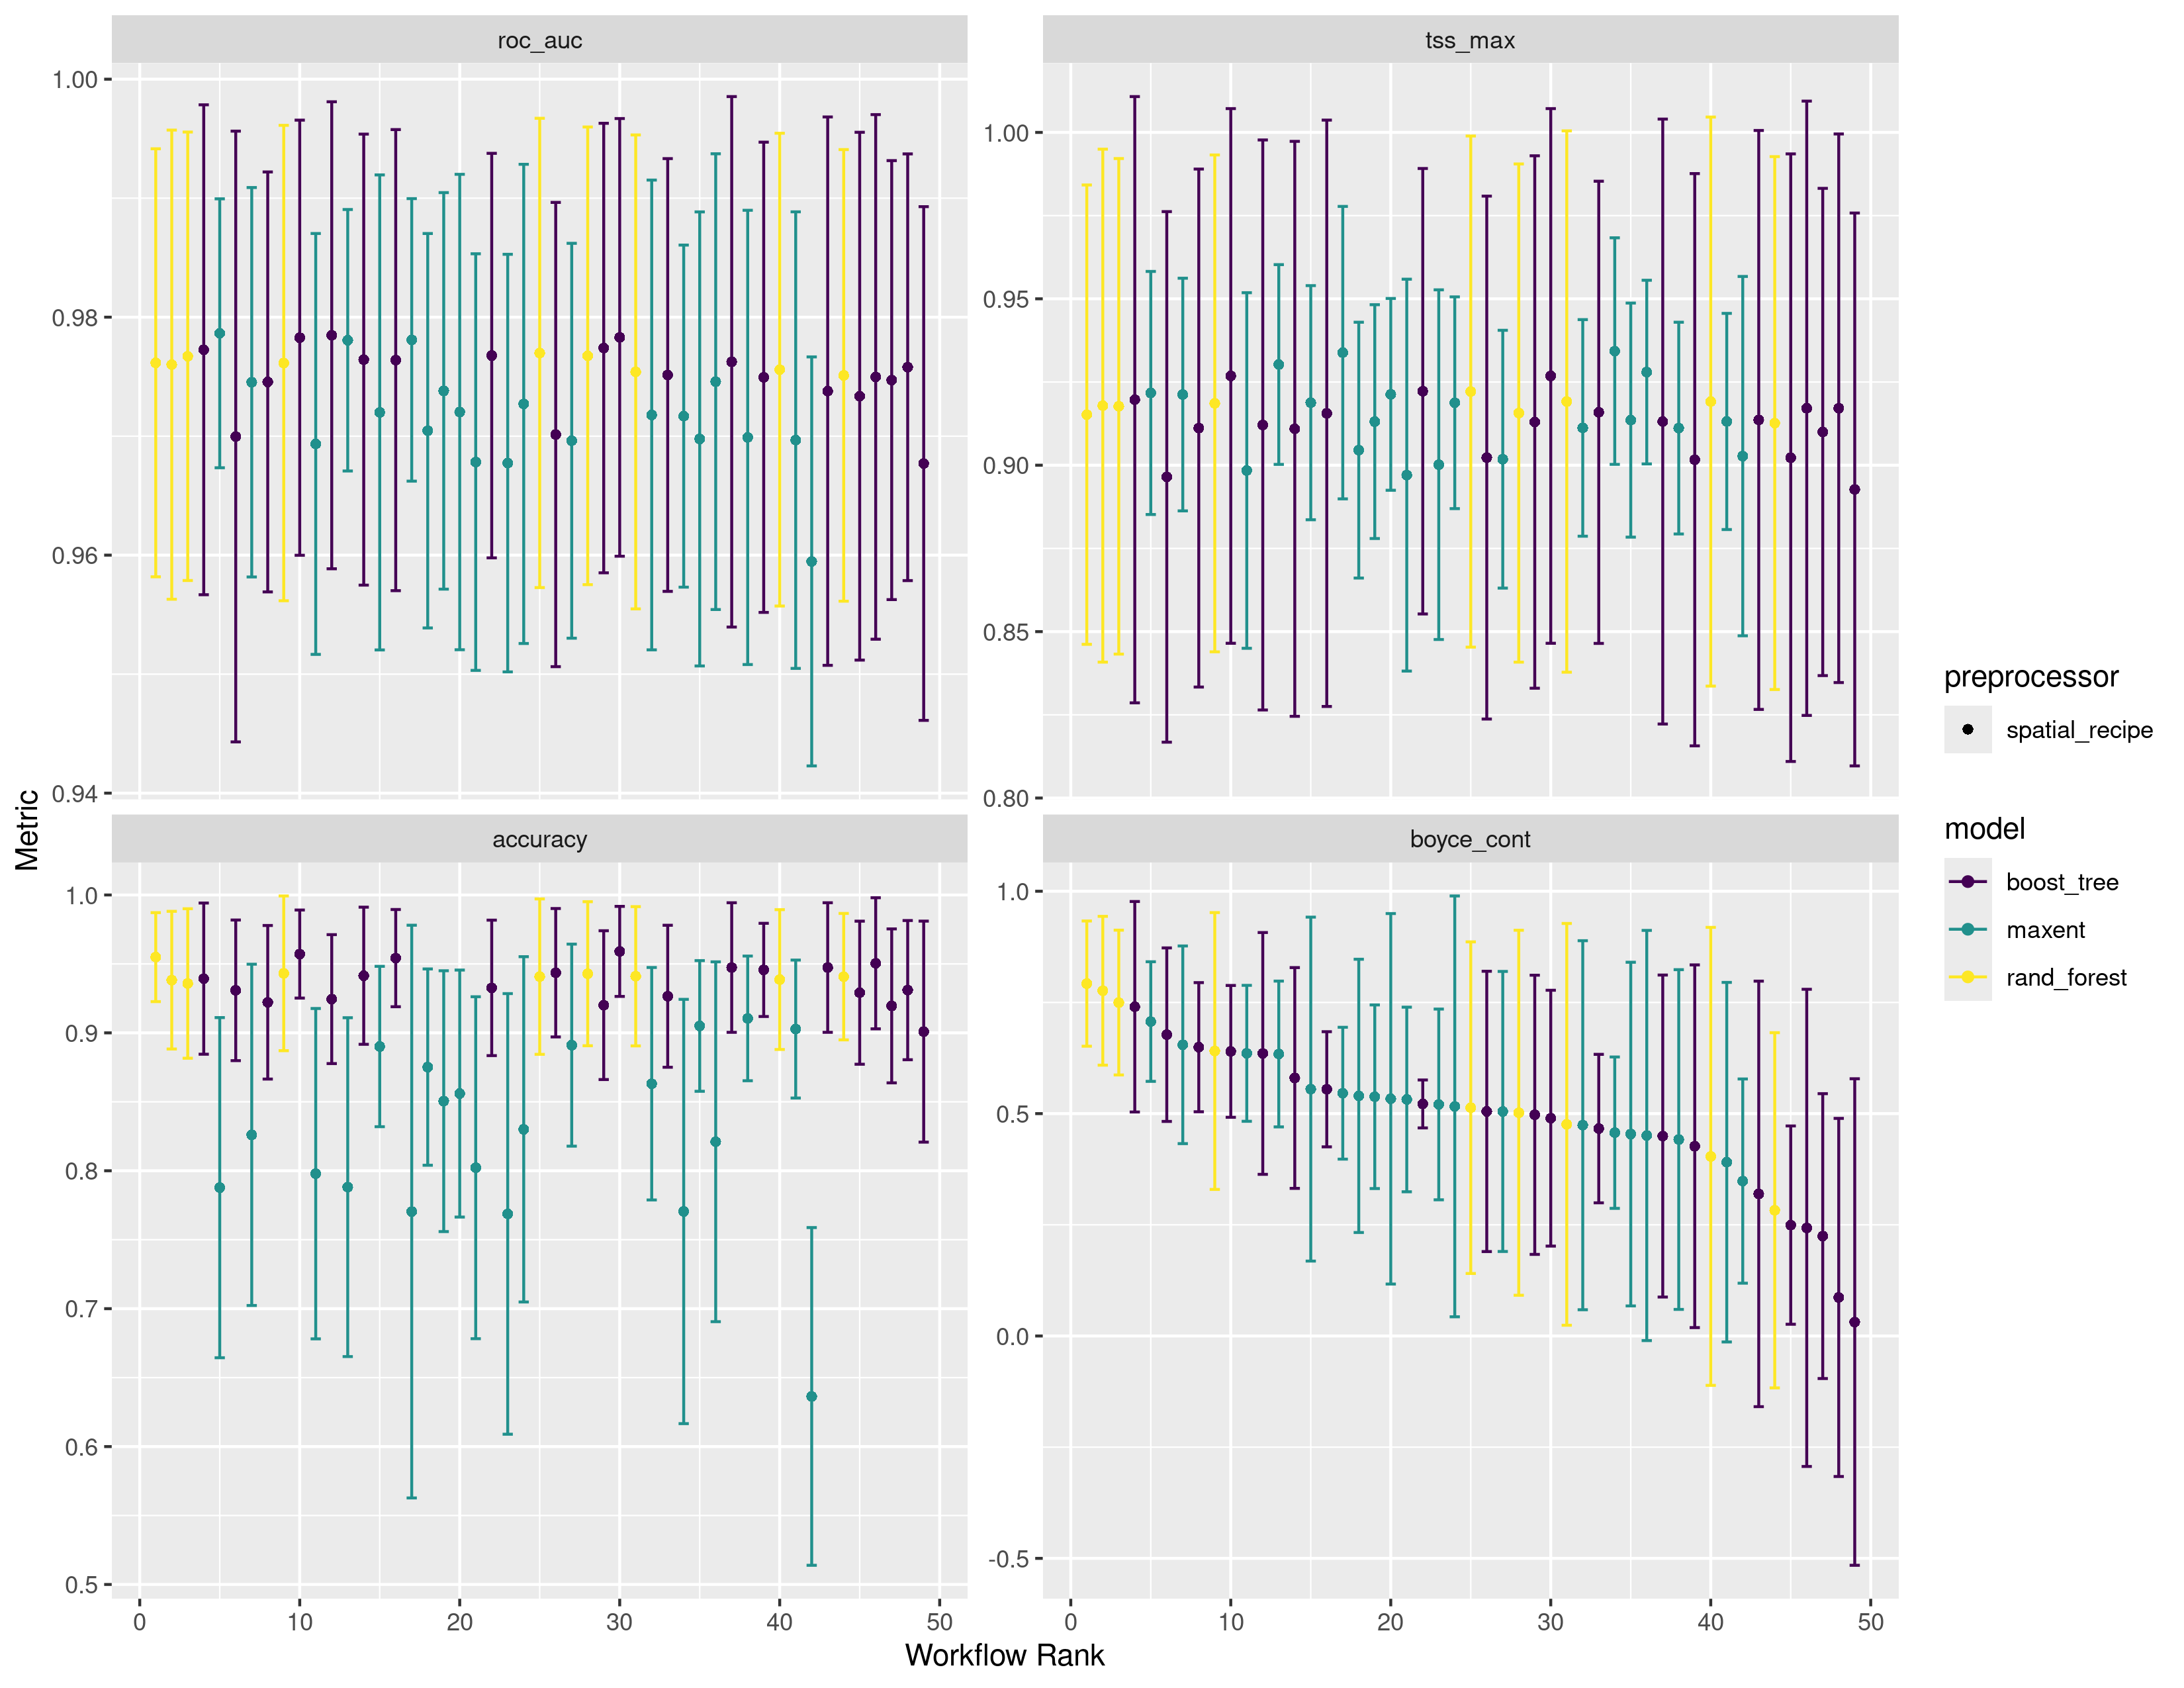 roc_auc
tss_max
1.00
0.98
0.96
0.94
1.00
0.95
0.90
0.85
0.80
accuracy
boyce_cont
1.0
0.9
0.8
0.7
0.6
0.5
1.0
0.5
0.0
-0.5
0 10 20 30 40 50
0 10 20 30 40 50
Workflow Rank
Metric
preprocessor
spatial_recipe
model
boost_tree
maxent
rand_forest